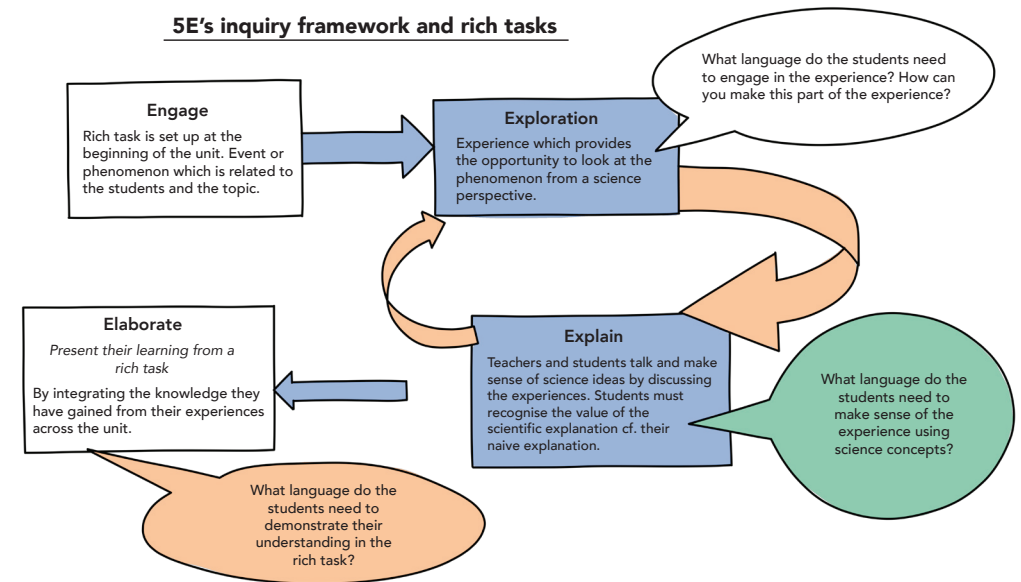 5E's inquiry framework and rich tasks
Engage
Rich task is set up at the
beginning of the unit. Event or
phenomenon which is related to
the students and the topic.
Exploration
Experience which provides
the opportunity to look at the
phenomenon from a science
perspective.
What language do the students need
to engage in the experience? How can
you make this part of the experience?
Explain
Teachers and students talk and make
sense of science ideas by discussing
the experiences. Students must
recognise the value of the
scientific explanation cf. their
naive explanation.
What language do the
students need to
make sense of the
experience using
science concepts?
Elaborate
Present their learning from a
rich task
By integrating the knowledge they
have gained from their experiences
across the unit.
What language do the
students need to
demonstrate their
understanding in the
rich task?